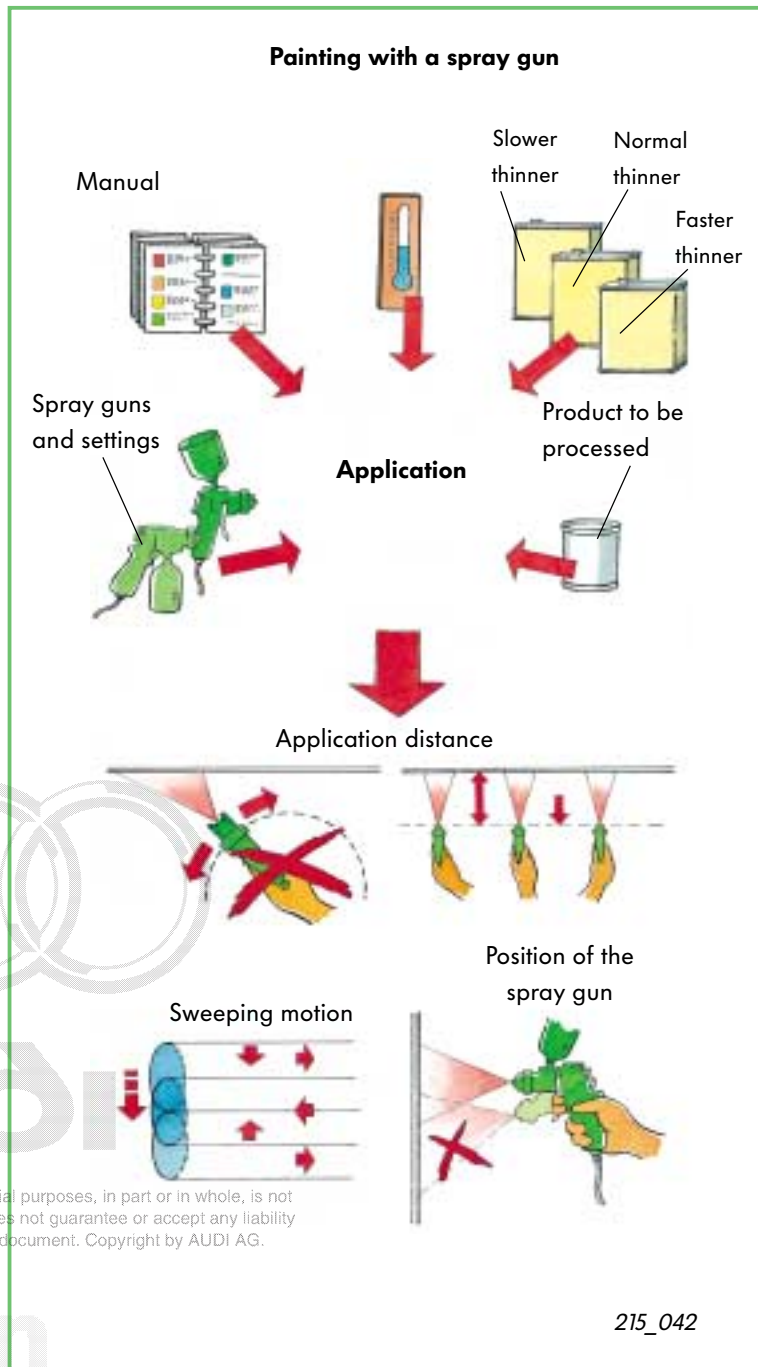 Painting with a spray gun
Manual
Slower
thinner
Normal
thinner
Faster
thinner
Spray guns
and settings
Application
Product to be
processed
Application distance
Position of the
spray gun
Sweeping motion
ial purposes, in part or in whole, is not
es not guarantee or accept any liability
document. Copyright by AUDI AG.
215_042